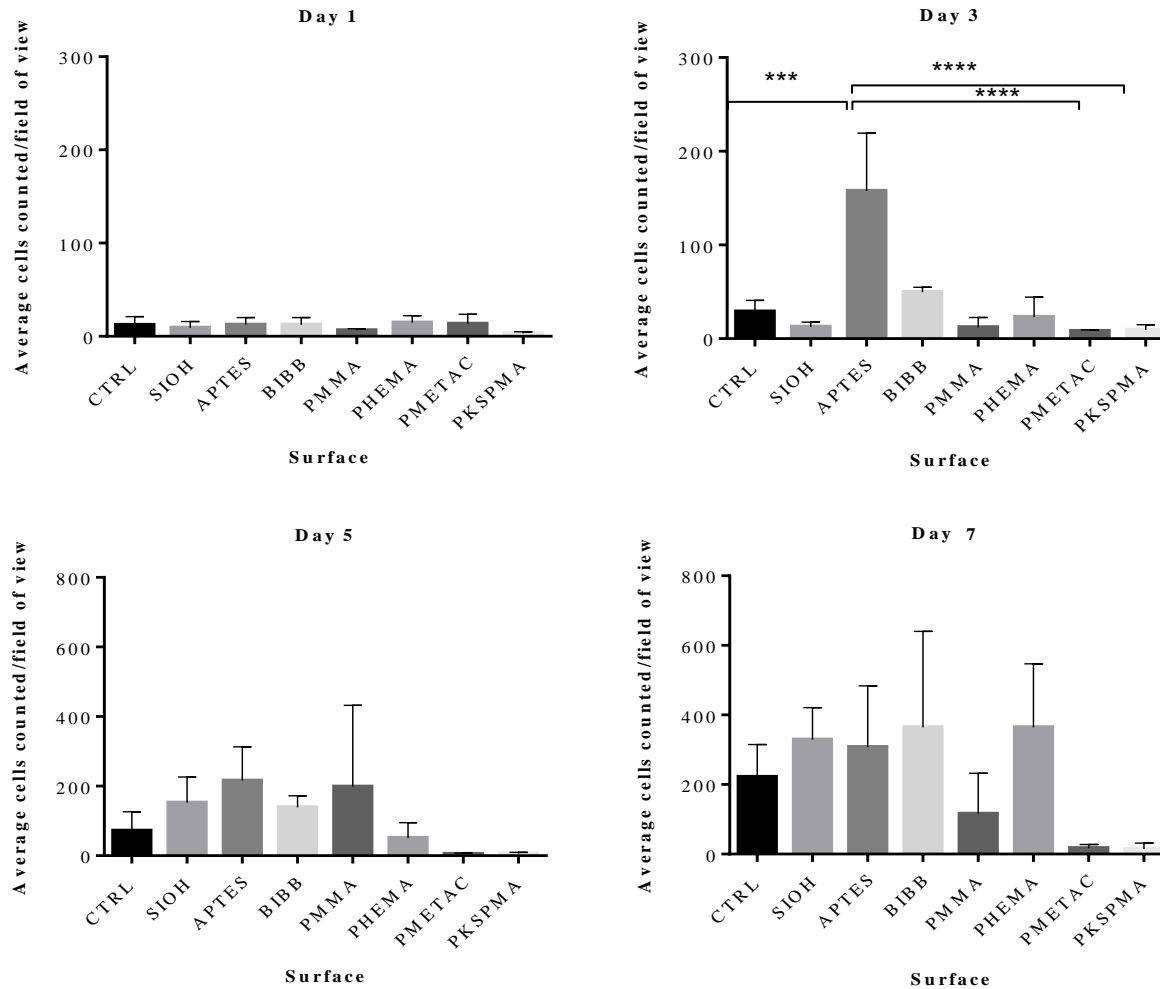 Day 1
Average cells counted/field of view
300
200
100
0
CTRL
SIOH
APTES
BIBB
PMMA
PHEMA
PMETAC
PKSPMA
Surface
Day 3
Average cells counted/field of view
300
200
100
0
***
****
****
CTRL
SIOH
APTES
BIBB
PMMA
PHEMA
PMETAC
PKSPMA
Surface
Day 5
Average cells counted/field of view
800
600
400
200
0
CTRL
SIOH
APTES
BIBB
PMMA
PHEMA
PMETAC
PKSPMA
Surface
Day 7
Average cells counted/field of view
800
600
400
200
0
CTRL
SIOH
APTES
BIBB
PMMA
PHEMA
PMETAC
PKSPMA
Surface